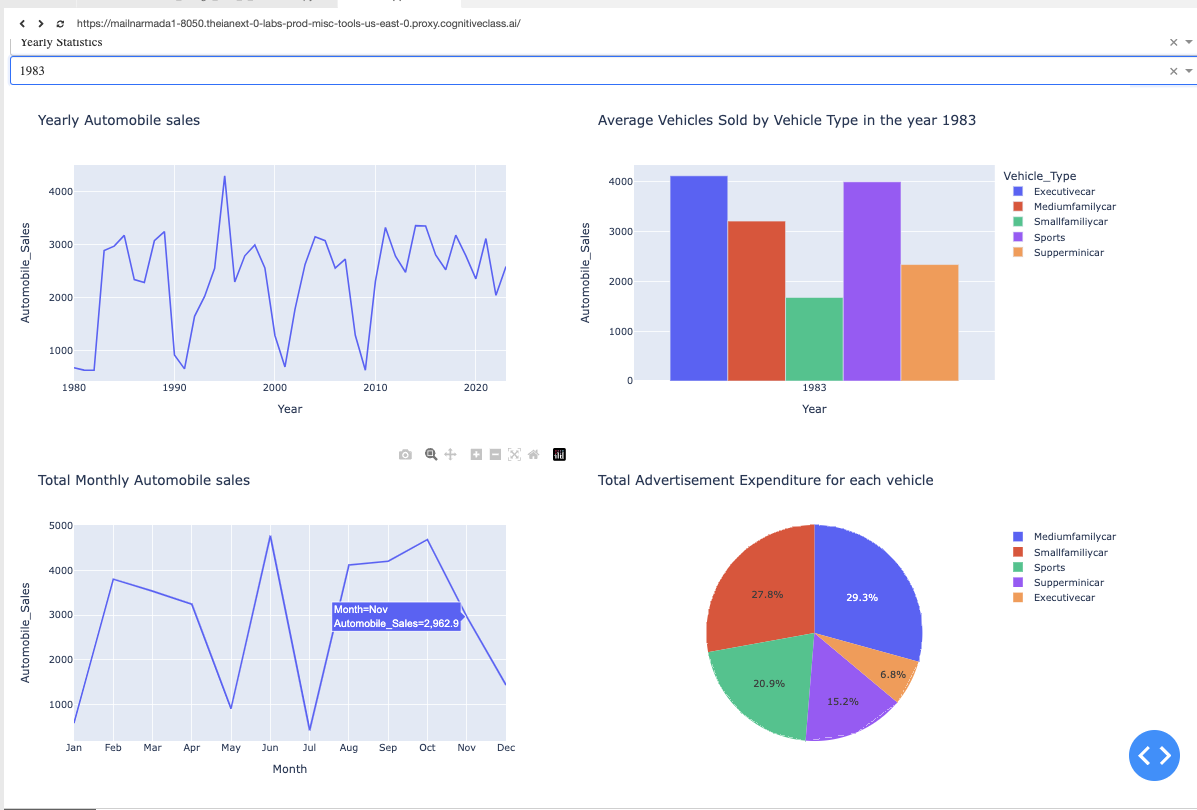 https://mailnarmada1-8050.theianext-0-labs-prod-misc-tools-us-east-0.proxy.cognitiveclass.ai/
Yearly Statistics
1983
Yearly Automobile sales
Automobile_Sales
4000
3000
2000
1000
1980 1990 2000 2010 2020
Year
Average Vehicles Sold by Vehicle Type in the year 1983
Automobile_Sales
4000
3000
2000
1000
0
1983
Year
Vehicle_Type
Executivecar
Mediumfamilycar
Smallfamiliycar
Sports
Supperminicar
Total Monthly Automobile sales
Automobile_Sales
5000
4000
3000
2000
1000
Month=Nov
Automobile_Sales=2,962.9
Jan Feb Mar Apr May Jun Jul Aug Sep Oct Nov Dec
Month
Total Advertisement Expenditure for each vehicle
27.8%
29.3%
6.8%
20.9%
15.2%
Mediumfamilycar
Smallfamiliycar
Sports
Supperminicar
Executivecar